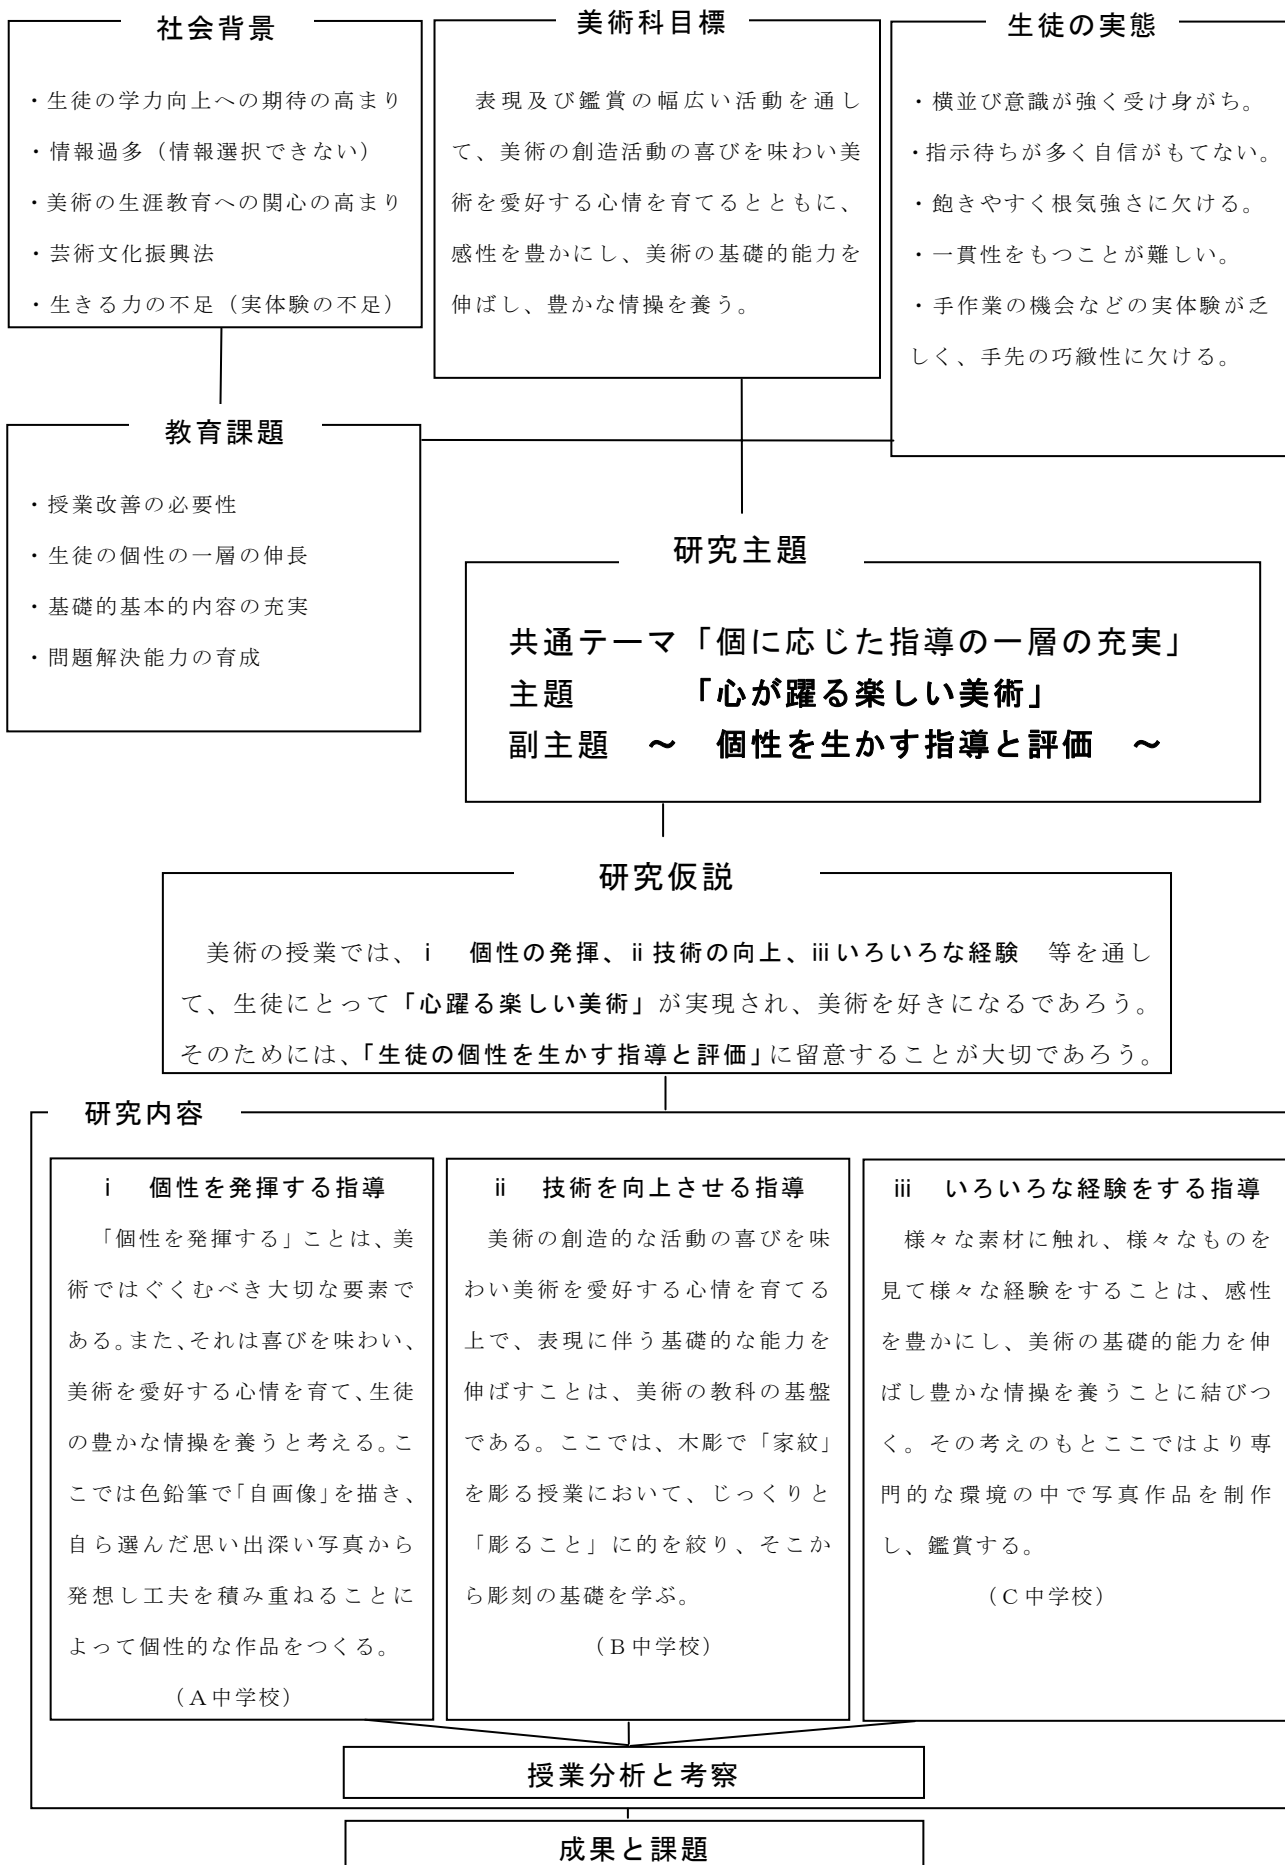 社会背景
・生徒の学力向上への期待の高まり
・情報過多（情報選択できない）
・美術の生涯教育への関心の高まり
・芸術文化振興法
・生きる力の不足（実体験の不足）
美術科目標
表現及び鑑賞の幅広い活動を通し
て、美術の創造活動の喜びを味わい美
術を愛好する心情を育てるとともに、
感性を豊かにし、美術の基礎的能力を
伸ばし、豊かな情操を養う。
生徒の実態
・横並び意識が強く受け身がち。
・指示待ちが多く自信がもてない。
・飽きやすく根気強さに欠ける。
・一貫性をもつことが難しい。
・手作業の機会などの実体験が乏
しく、手先の巧緻性に欠ける。
教育課題
・授業改善の必要性
・生徒の個性の一層の伸長
・基礎的基本的内容の充実
・問題解決能力の育成
研究主題
共通テーマ「個に応じた指導の一層の充実」
主題　　　「心が躍る楽しい美術」
副主題　～　個性を生かす指導と評価　～
研究仮説
美術の授業では、ⅰ　個性の発揮、ⅱ技術の向上、ⅲいろいろな経験　等を通し
て、生徒にとって「心躍る楽しい美術」が実現され、美術を好きになるであろう。
そのためには、「生徒の個性を生かす指導と評価」に留意することが大切であろう。
研究内容
ⅰ　個性を発揮する指導
「個性を発揮する」ことは、美
術ではぐくむべき大切な要素で
ある。また、それは喜びを味わい、
美術を愛好する心情を育て、生徒
の豊かな情操を養うと考える。こ
こでは色鉛筆で「自画像」を描き、
自ら選んだ思い出深い写真から
発想し工夫を積み重ねることに
よって個性的な作品をつくる。
（A中学校）
ⅱ　技術を向上させる指導
美術の創造的な活動の喜びを味
わい美術を愛好する心情を育てる
上で、表現に伴う基礎的な能力を
伸ばすことは、美術の教科の基盤
である。ここでは、木彫で「家紋」
を彫る授業において、じっくりと
「彫ること」に的を絞り、そこか
ら彫刻の基礎を学ぶ。
（B中学校）
ⅲ　いろいろな経験をする指導
様々な素材に触れ、様々なものを
見て様々な経験をすることは、感性
を豊かにし、美術の基礎的能力を伸
ばし豊かな情操を養うことに結びつ
く。その考えのもとここではより専
門的な環境の中で写真作品を制作
し、鑑賞する。
（C中学校）
授業分析と考察
成果と課題